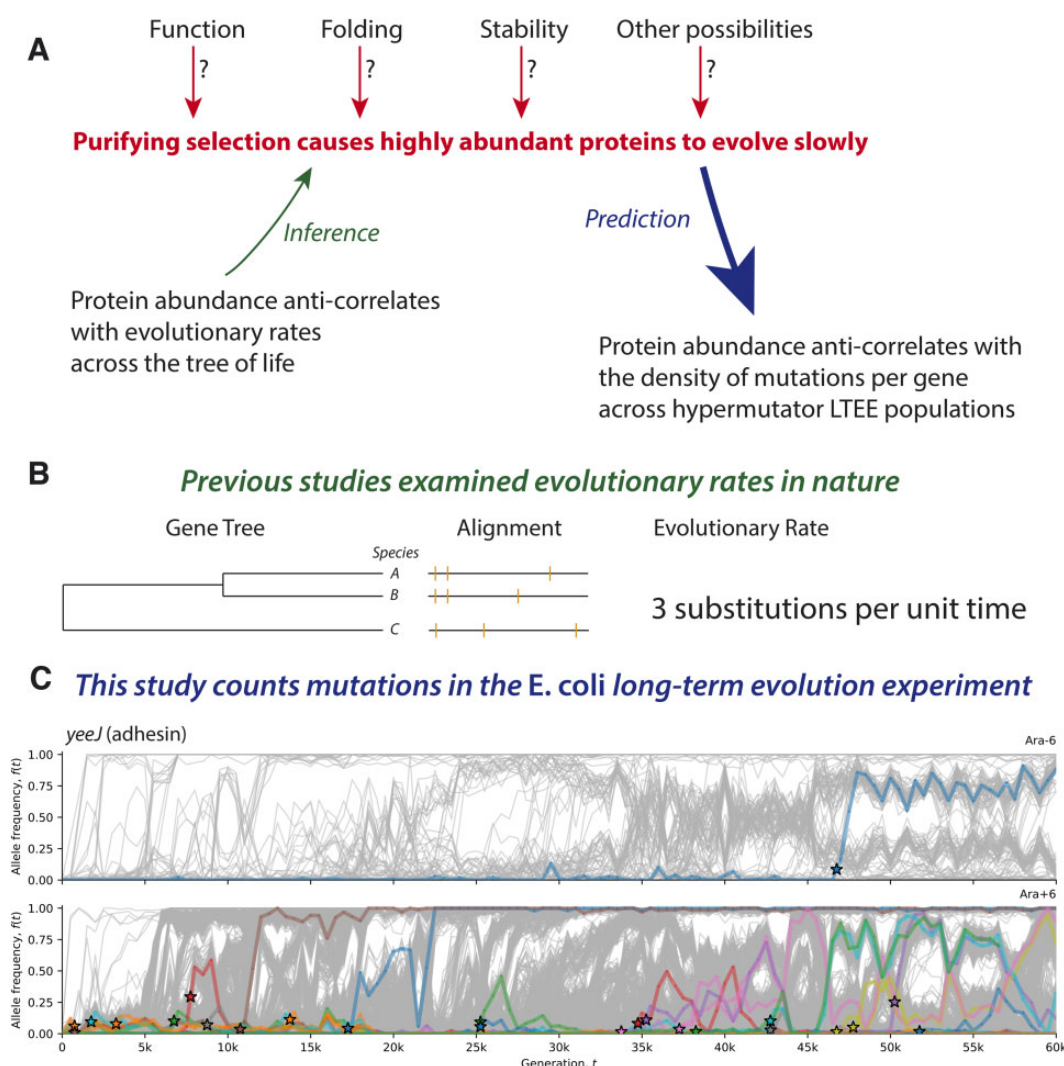 A
Function Folding Stability Other possibilities
? ? ? ?
Purifying selection causes highly abundant proteins to evolve slowly
Inference
Prediction
Protein abundance anti-correlates
with evolutionary rates
across the tree of life
Protein abundance anti-correlates with
the density of mutations per gene
across hypermutator LTEE populations
B
Previous studies examined evolutionary rates in nature
Gene Tree Alignment Evolutionary Rate
Species
A
B
C
3 substitutions per unit time
C
This study counts mutations in the E. coli long-term evolution experiment
yeeJ (adhesin)
Ara-6
Allele frequency, f(t)
1.00
0.75
0.50
0.25
0.00
Ara+6
Allele frequency, f(t)
1.00
0.75
0.50
0.25
0.00
0 5k 10k 15k 20k 25k 30k 35k 40k 45k 50k 55k 60k
Generation, t